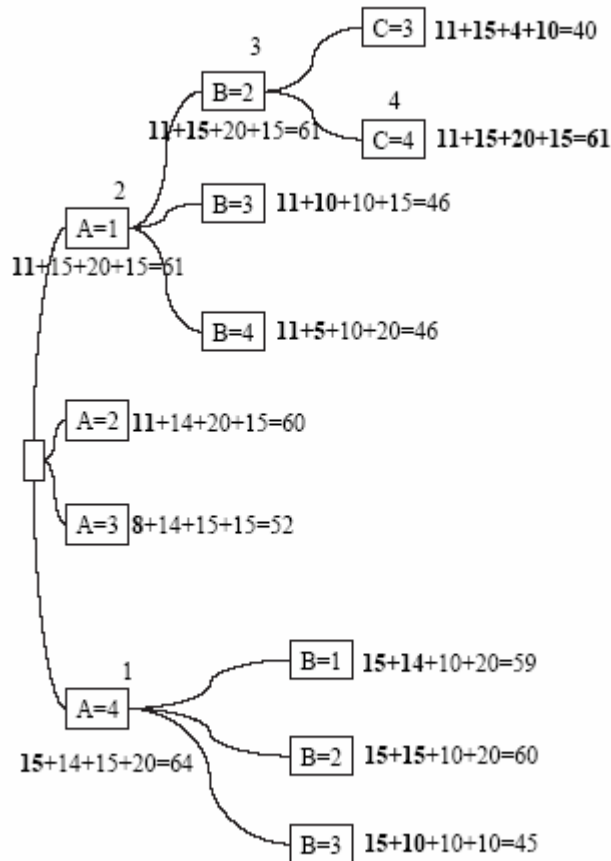 C=3 11+15+4+10=40
3
B=2
4
11+15+20+15=61
C=4 11+15+20+15=61
2
B=3 11+10+10+15=46
A=1
11+15+20+15=61
B=4 11+5+10+20=46
A=2 11+14+20+15=60
A=3 8+14+15+15=52
B=1 15+14+10+20=59
1
A=4
15+14+15+20=64
B=2 15+15+10+20=60
B=3 15+10+10+10=45